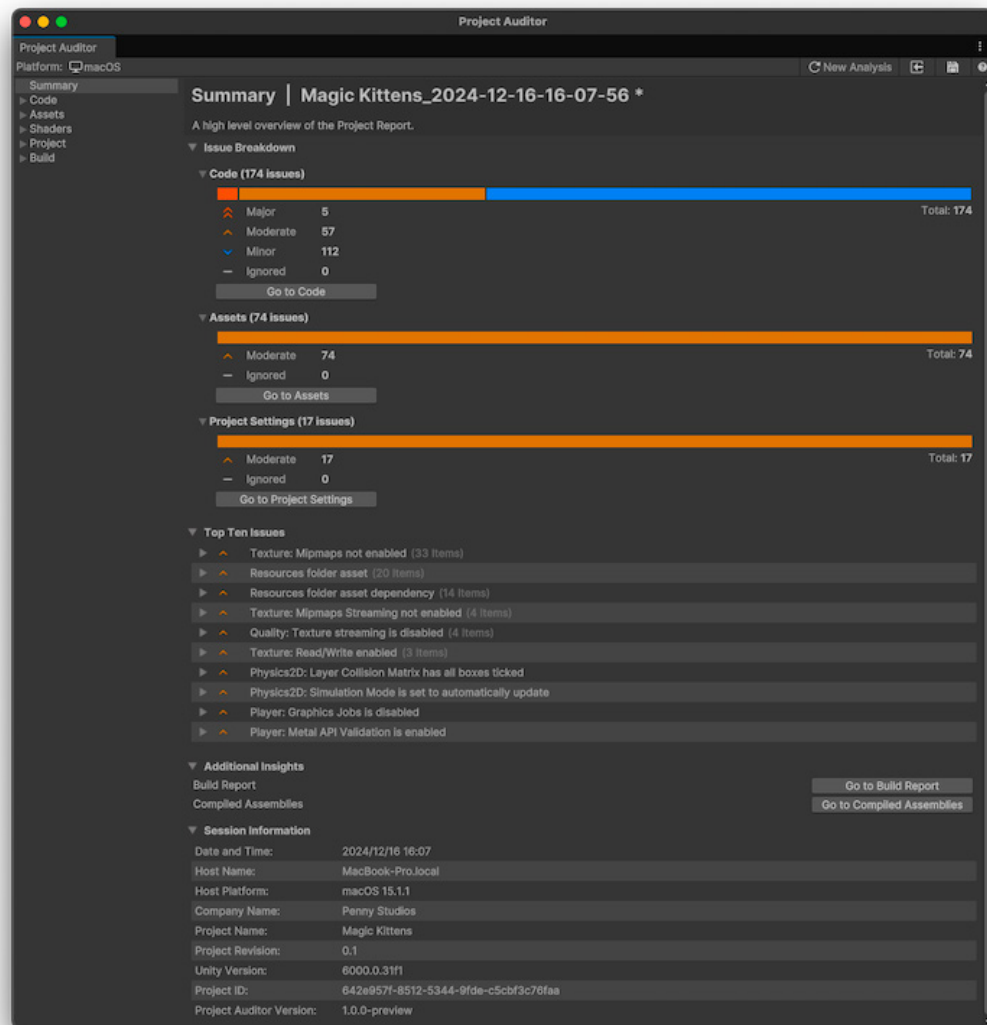 Project Auditor
Project Auditor
Platform: macOS
New Analysis
Summary
Code
Assets
Shaders
Project
Build
Summary | Magic Kittens_2024-12-16-16-07-56 *
A high level overview of the Project Report.
Issue Breakdown
Code (174 issues)
Major 5 Total: 174
Moderate 57
Minor 112
Ignored 0
Go to Code
Assets (74 issues)
Moderate 74 Total: 74
Ignored 0
Go to Assets
Project Settings (17 issues)
Moderate 17 Total: 17
Ignored 0
Go to Project Settings
Top Ten Issues
Texture: Mipmaps not enabled (33 Items)
Resources folder asset (20 Items)
Resources folder asset dependency (14 Items)
Texture: Mipmaps Streaming not enabled (4 Items)
Quality: Texture streaming is disabled (4 Items)
Texture: Read/Write enabled (3 Items)
Physics2D: Layer Collision Matrix has all boxes ticked
Physics2D: Simulation Mode is set to automatically update
Player: Graphics Jobs is disabled
Player: Metal API Validation is enabled
Additional Insights
Build Report Go to Build Report
Compiled Assemblies Go to Compiled Assemblies
Session Information
Date and Time: 2024/12/16 16:07
Host Name: MacBook-Pro.local
Host Platform: macOS 15.1.1
Company Name: Penny Studios
Project Name: Magic Kittens
Project Revision: 0.1
Unity Version: 6000.0.31f1
Project ID: 642e957f-8512-5344-9fde-c5cbf3c76faa
Project Auditor Version: 1.0.0-preview